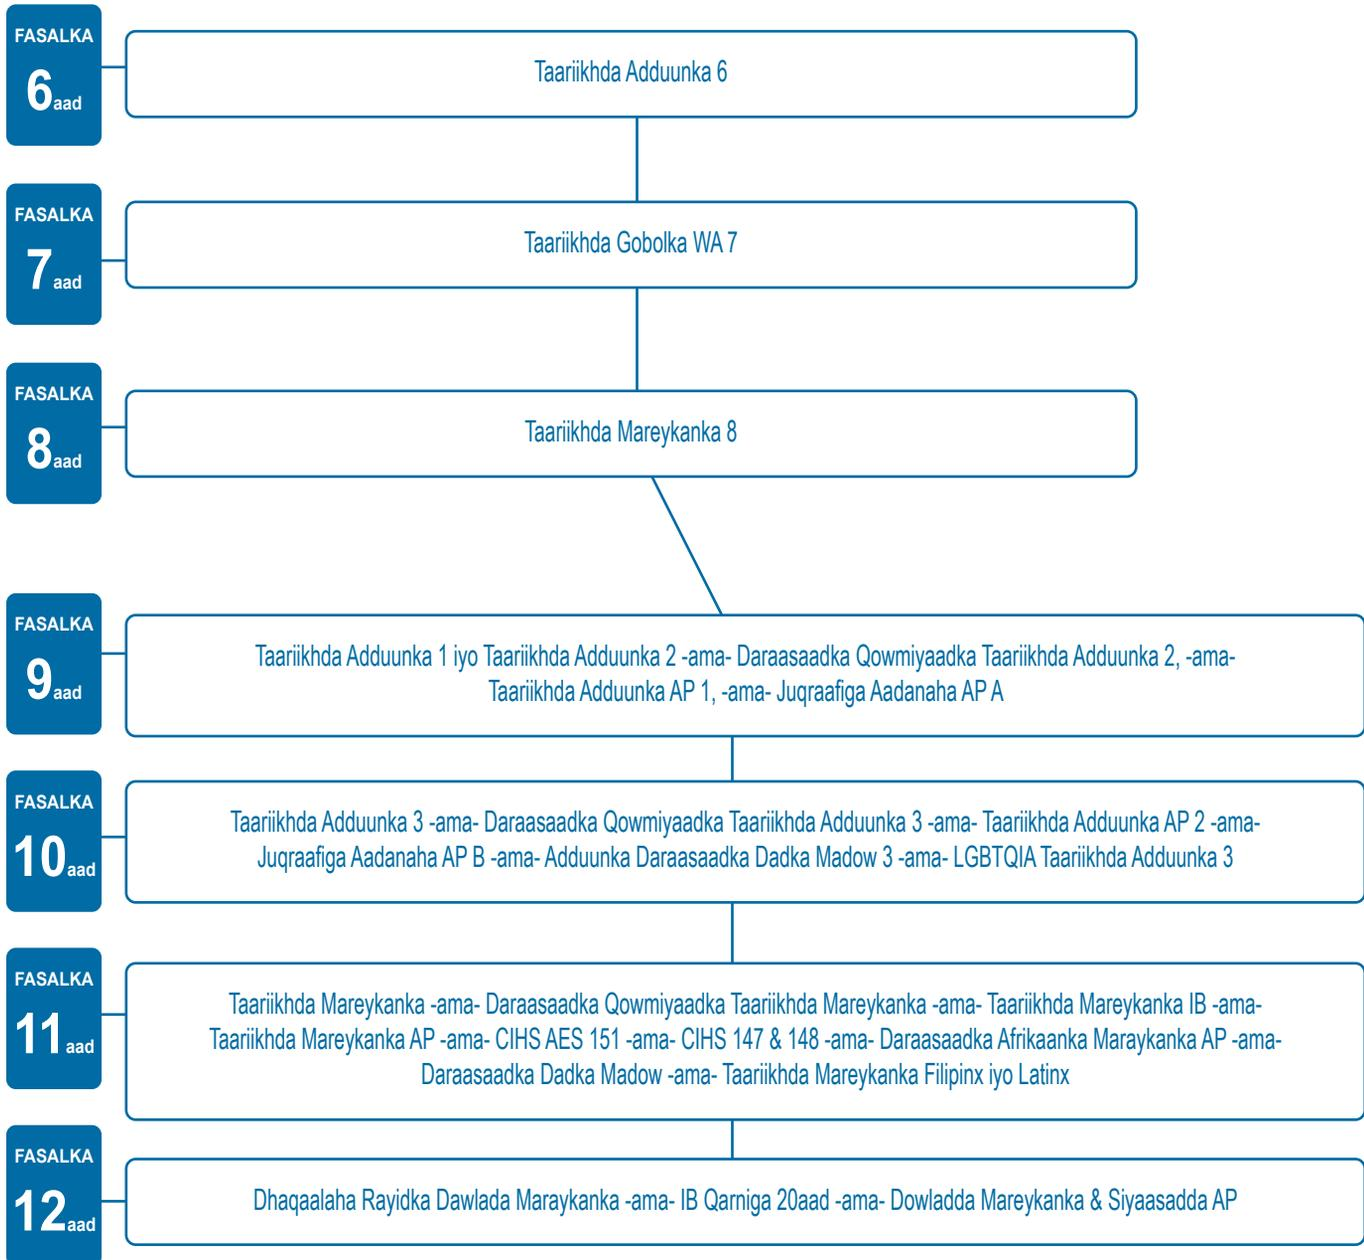 FASALKA
6aad
Taariikhda Adduunka 6
FASALKA
7aad
Taariikhda Gobolka WA 7
FASALKA
8aad
Taariikhda Mareykanka 8
FASALKA
9aad
Taariikhda Adduunka 1 iyo Taariikhda Adduunka 2 -ama- Daraasaadka Qowmiyaadka Taariikhda Adduunka 2, -ama-
Taariikhda Adduunka AP 1, -ama- Juqraafiga Aadanaha AP A
FASALKA
10aad
Taariikhda Adduunka 3 -ama- Daraasaadka Qowmiyaadka Taariikhda Adduunka 3 -ama- Taariikhda Adduunka AP 2 -ama-
Juqraafiga Aadanaha AP B -ama- Adduunka Daraasaadka Dadka Madow 3 -ama- LGBTQIA Taariikhda Adduunka 3
FASALKA
11aad
Taariikhda Mareykanka -ama- Daraasaadka Qowmiyaadka Taariikhda Mareykanka -ama- Taariikhda Mareykanka IB -ama-
Taariikhda Mareykanka AP -ama- CIHS AES 151 -ama- CIHS 147 & 148 -ama- Daraasaadka Afrikaanka Maraykanka AP -ama-
Daraasaadka Dadka Madow -ama- Taariikhda Mareykanka Filipinx iyo Latinx
FASALKA
12aad
Dhaqaalaha Rayidka Dawlada Maraykanka -ama- IB Qarniga 20aad -ama- Dowladda Mareykanka & Siyaasadda AP